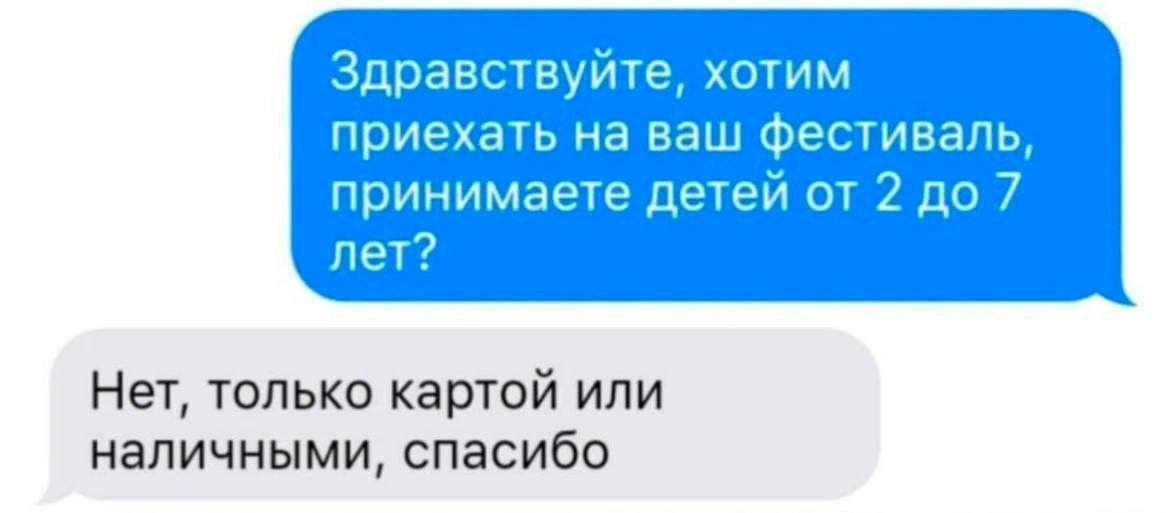 Здравствуйте, хотим
приехать на ваш фестиваль,
принимаете детей от 2 до 7
лет?
Нет, только картой или
наличными, спасибо